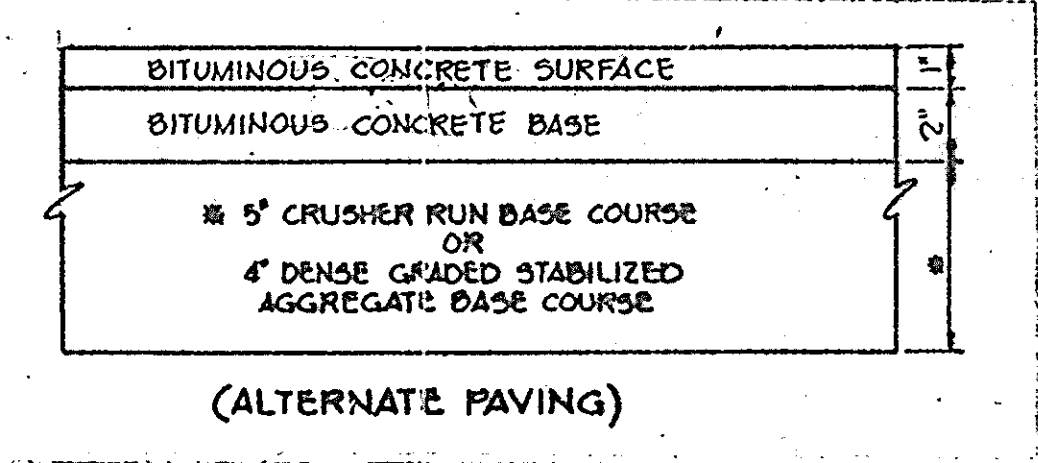 BITUMINOUS CONCRETE SURFACE
1"
BITUMINOUS CONCRETE BASE
2"
* 5" CRUSHER RUN BASE COURSE
OR
4" DENSE GRADED STABILIZED
*
AGGREGATE BASE COURSE
(ALTERNATE PAVING)